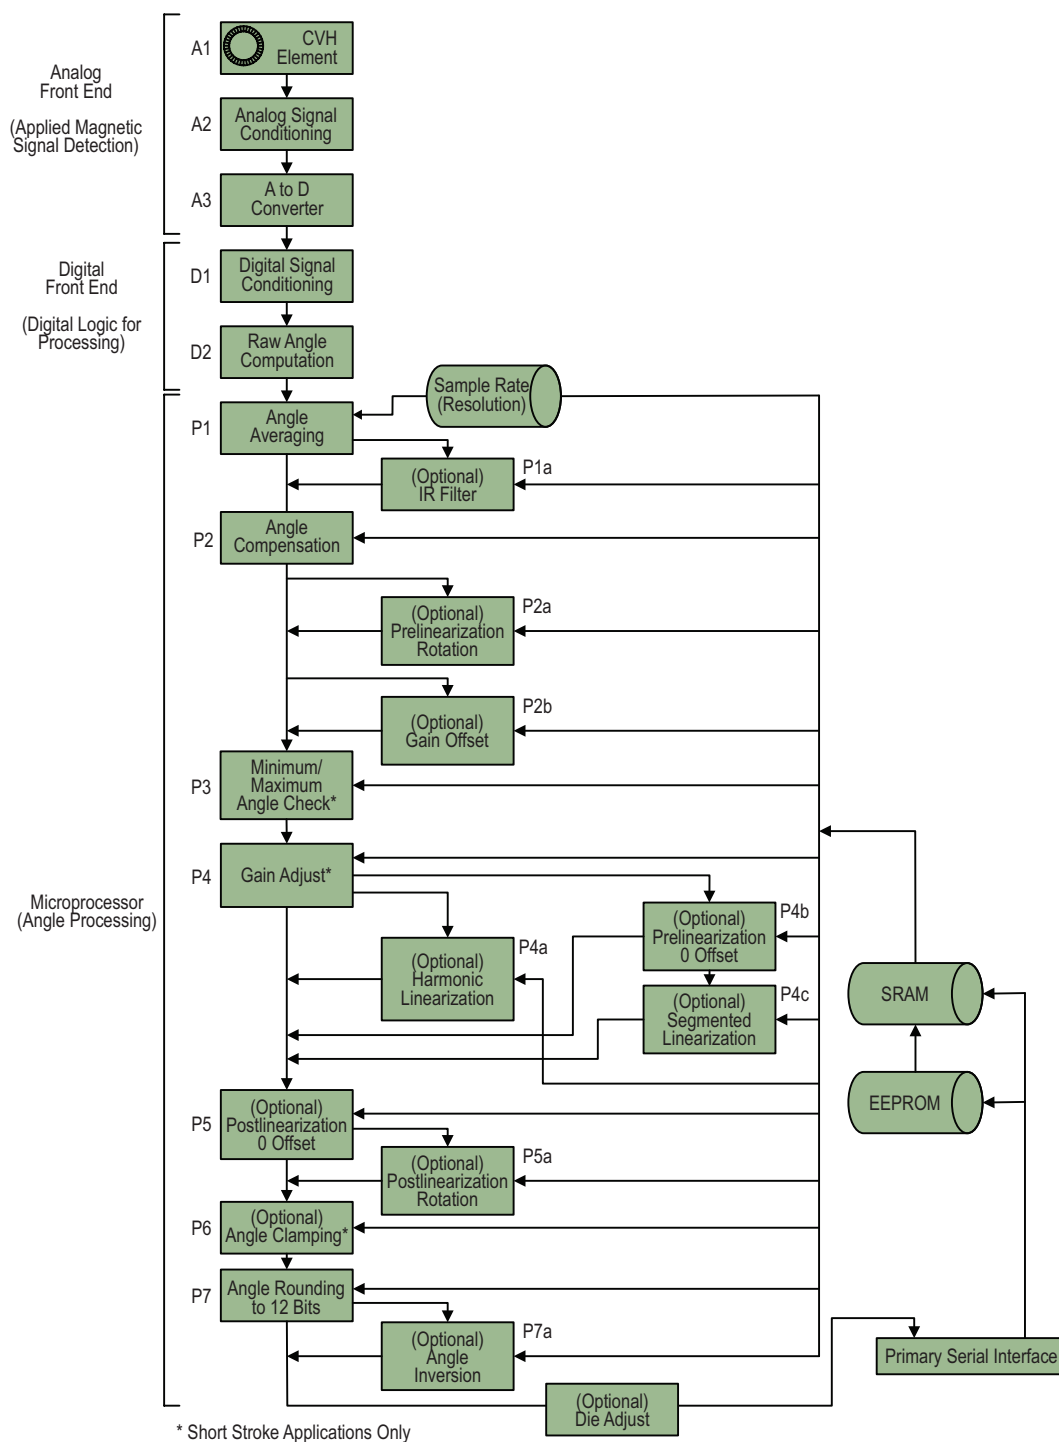 Analog
Front End
(Applied Magnetic
Signal Detection)
A1
CVH
Element
A2
Analog Signal
Conditioning
A3
A to D
Converter
Digital
Front End
(Digital Logic for
Processing)
D1
Digital Signal
Conditioning
D2
Raw Angle
Computation
Sample Rate
(Resolution)
P1
Angle
Averaging
(Optional)
IR Filter
P1a
P2
Angle
Compensation
(Optional)
Prelinearization
Rotation
P2a
(Optional)
Gain Offset
P2b
P3
Minimum/
Maximum
Angle Check*
P4
Gain Adjust*
Microprocessor
(Angle Processing)
(Optional)
Prelinearization
0 Offset
P4b
(Optional)
Harmonic
Linearization
P4a
(Optional)
Segmented
Linearization
P4c
SRAM
EEPROM
P5
(Optional)
Postlinearization
0 Offset
(Optional)
Postlinearization
Rotation
P5a
P6
(Optional)
Angle Clamping*
P7
Angle Rounding
to 12 Bits
(Optional)
Angle
Inversion
P7a
Primary Serial Interface
(Optional)
Die Adjust
* Short Stroke Applications Only